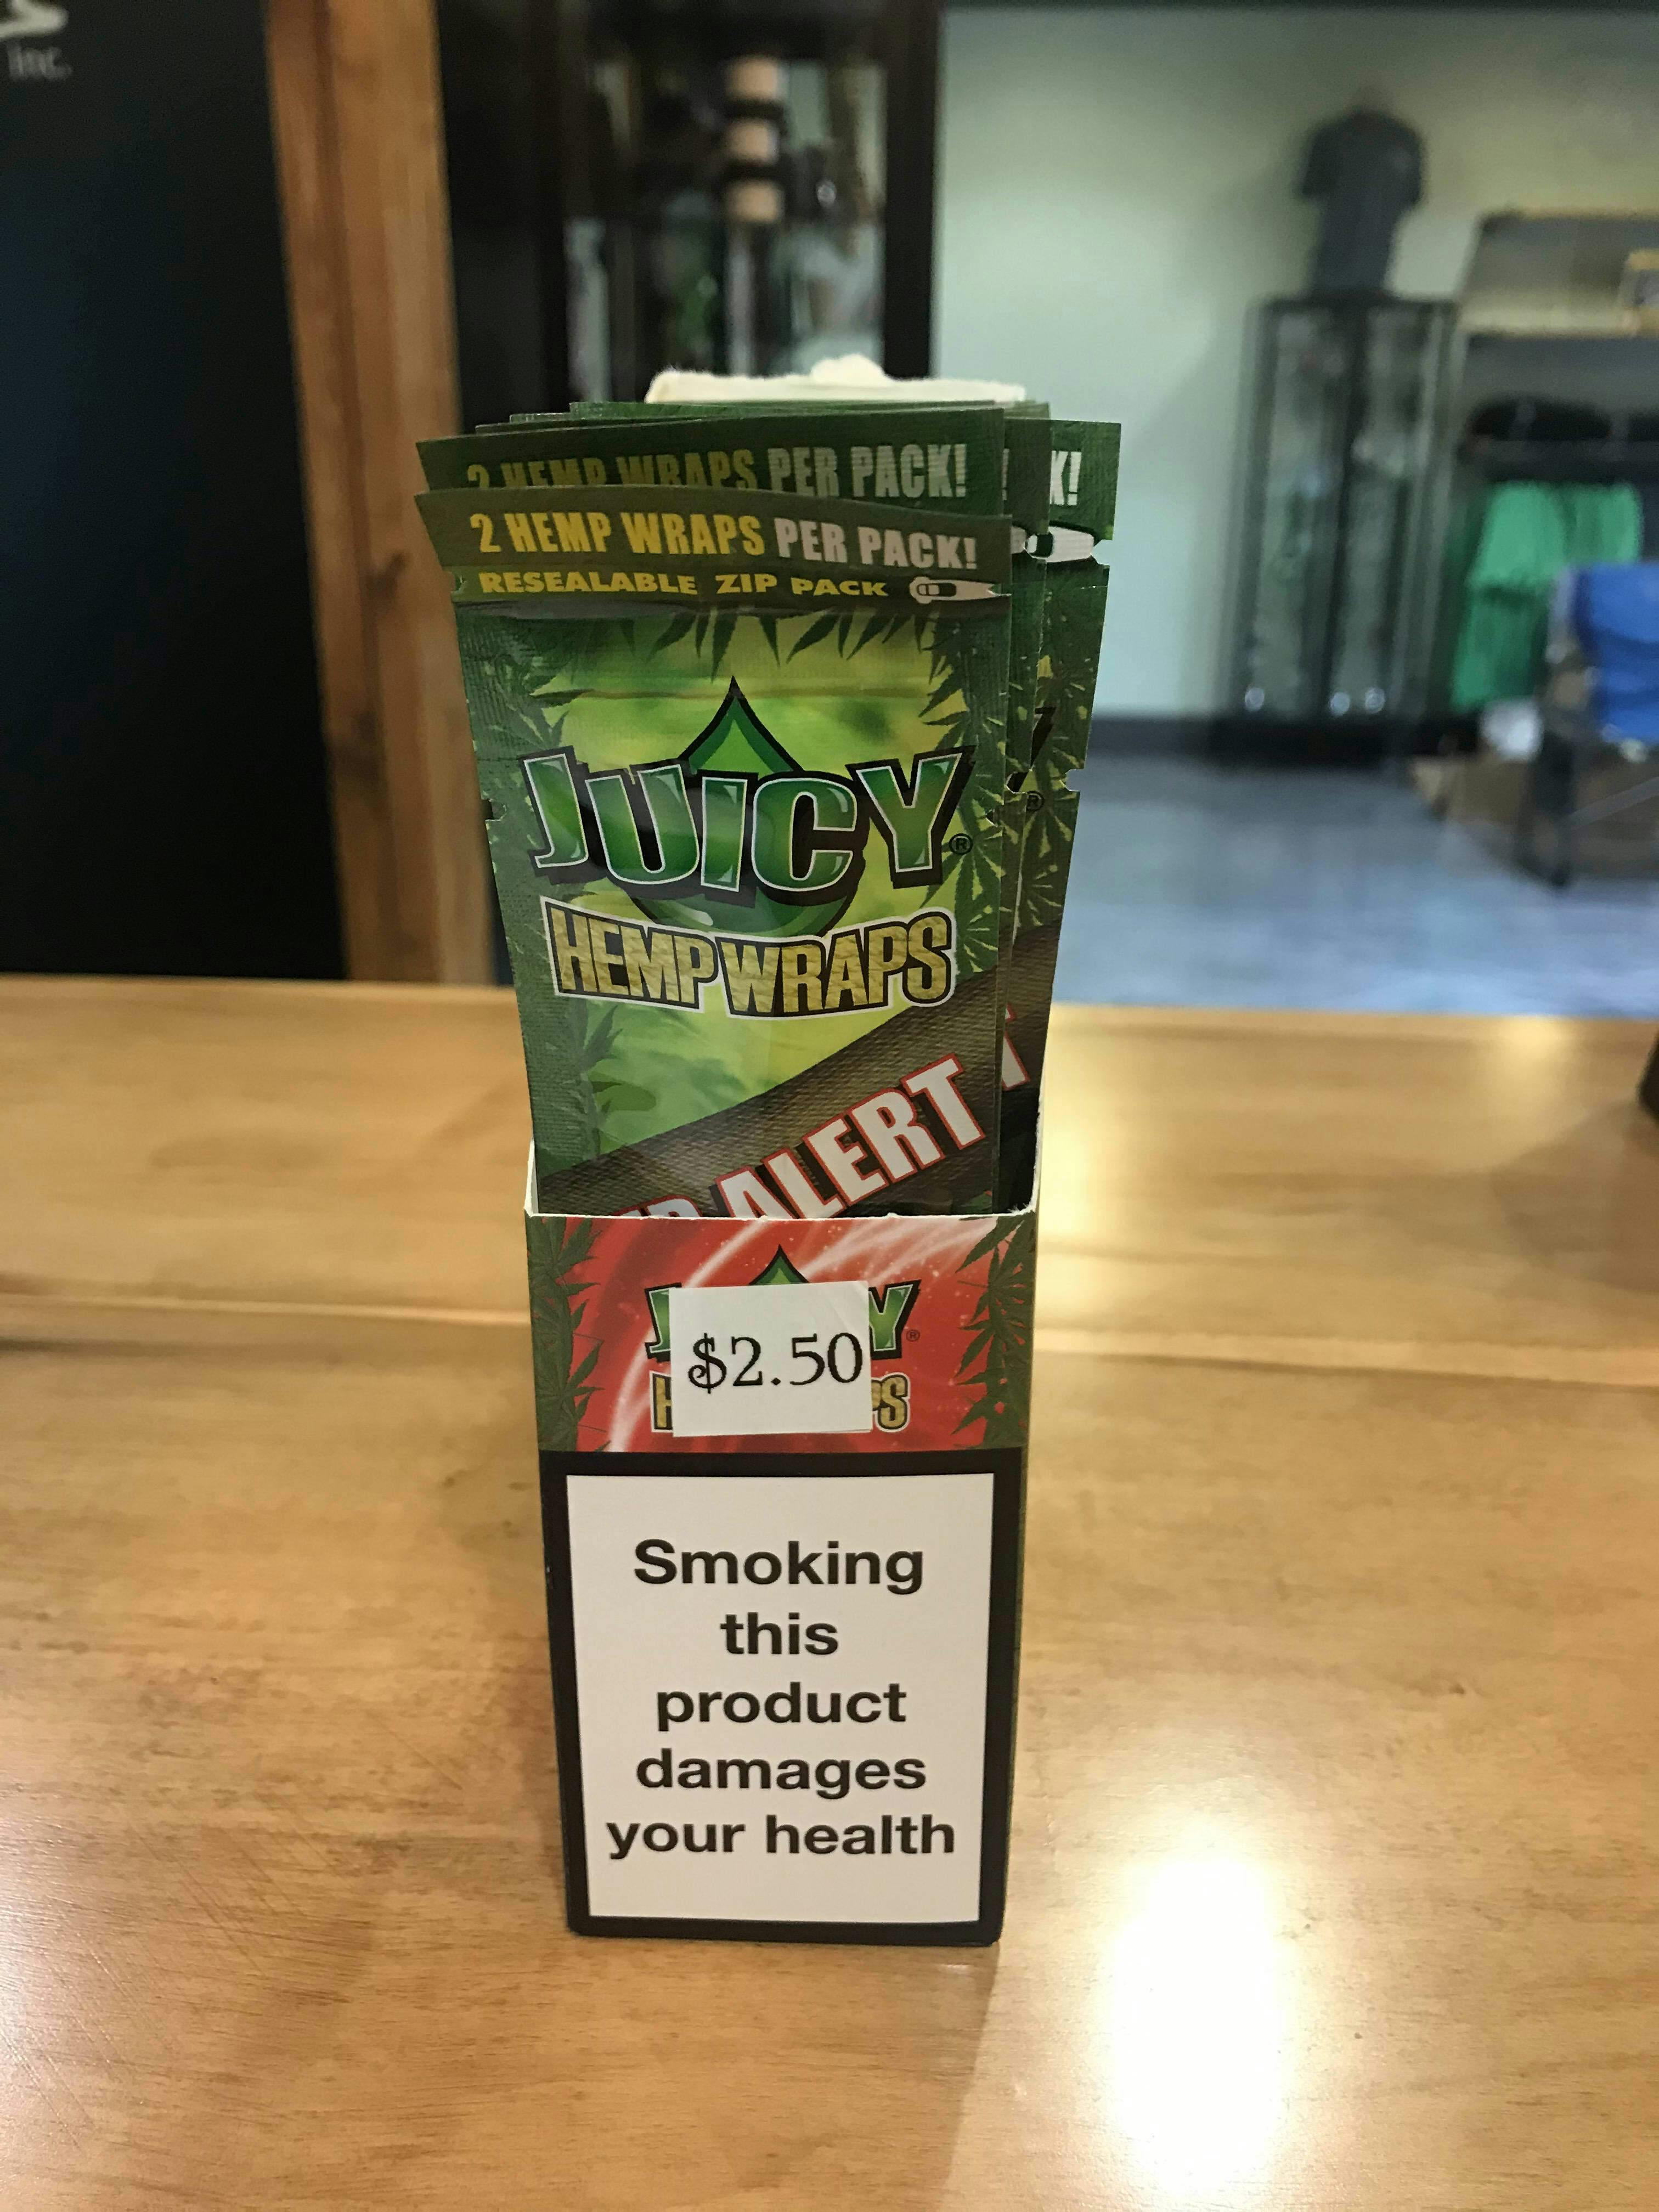 Inc.
2 HEMP WRAPS PER PACK!
K!
2 HEMP WRAPS PER PACK!
RESEALABLE ZIP PACK
JUICY®
HEMP WRAPS
ALERT
$2.50
Smoking
this
product
damages
your health